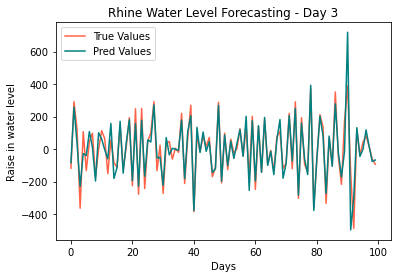 Rhine Water Level Forecasting - Day 3
True Values
Pred Values
Raise in water level
600
400
200
0
−200
−400
0
20
40
60
80
100
Days